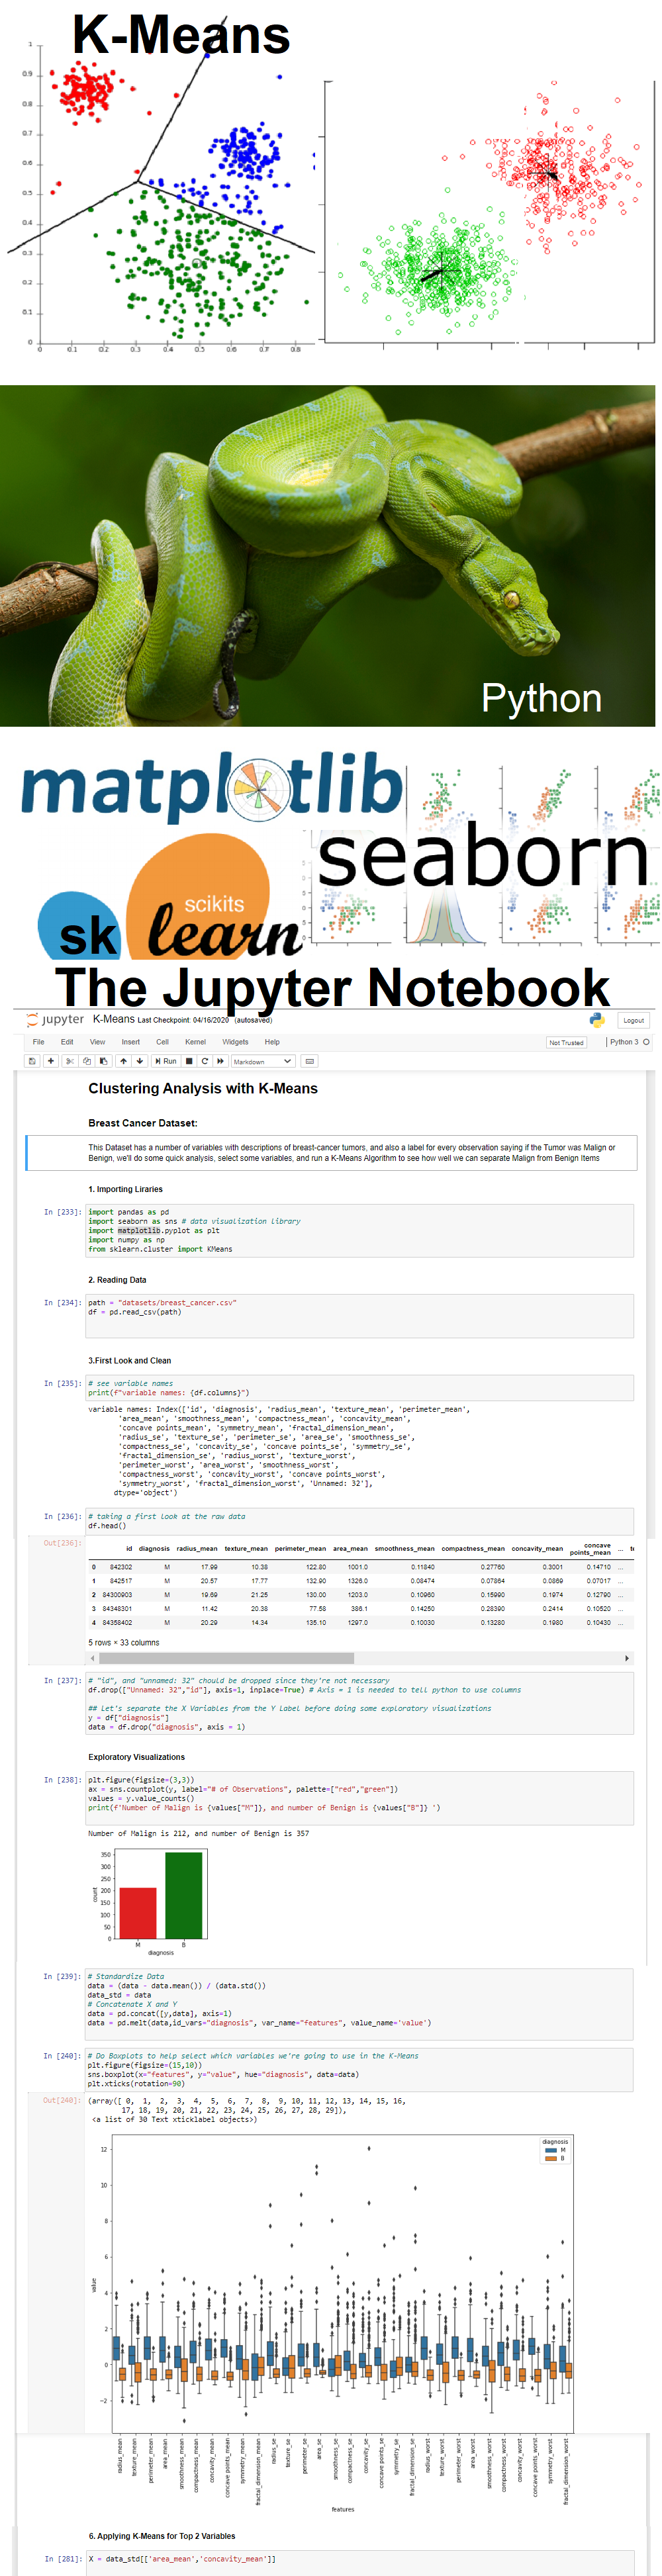 K-Means
1
0.9
0.8
0.7
0.6
0.5
0.4
0.3
0.2
0.1
0
0 0.1 0.2 0.3 0.4 0.5 0.6 0.7 0.8
Python
matplotlib
seaborn
scikits
sk learn
The Jupyter Notebook
jupyter K-Means Last Checkpoint: 04/16/2020 (autosaved)
Logout
File Edit View Insert Cell Kernel Widgets Help
Not Trusted
Python 3
Run
Markdown
Clustering Analysis with K-Means
Breast Cancer Dataset:
This Dataset has a number of variables with descriptions of breast-cancer tumors, and also a label for every observation saying if the Tumor was Malign or
Benign, we'll do some quick analysis, select some variables, and run a K-Means Algorithm to see how well we can separate Malign from Benign Items
1. Importing Liraries
In [233]: import pandas as pd
import seaborn as sns # data visualization library
import matplotlib.pyplot as plt
import numpy as np
from sklearn.cluster import KMeans
2. Reading Data
In [234]: path = "datasets/breast_cancer.csv"
df = pd.read_csv(path)
3.First Look and Clean
In [235]: # see variable names
print(f"variable names: {df.columns}")
variable names: Index(['id', 'diagnosis', 'radius_mean', 'texture_mean', 'perimeter_mean',
'area_mean', 'smoothness_mean', 'compactness_mean', 'concavity_mean',
'concave points_mean', 'symmetry_mean', 'fractal_dimension_mean',
'radius_se', 'texture_se', 'perimeter_se', 'area_se', 'smoothness_se',
'compactness_se', 'concavity_se', 'concave points_se', 'symmetry_se',
'fractal_dimension_se', 'radius_worst', 'texture_worst',
'perimeter_worst', 'area_worst', 'smoothness_worst',
'compactness_worst', 'concavity_worst', 'concave points_worst',
'symmetry_worst', 'fractal_dimension_worst', 'Unnamed: 32'],
dtype='object')
In [236]: # taking a first look at the raw data
df.head()
Out[236]:
id diagnosis radius_mean texture_mean perimeter_mean area_mean smoothness_mean compactness_mean concavity_mean concave points_mean ... t
0 842302 M 17.99 10.38 122.80 1001.0 0.11840 0.27760 0.3001 0.14710 ...
1 842517 M 20.57 17.77 132.90 1326.0 0.08474 0.07864 0.0869 0.07017 ...
2 84300903 M 19.69 21.25 130.00 1203.0 0.10960 0.15990 0.1974 0.12790 ...
3 84348301 M 11.42 20.38 77.58 386.1 0.14250 0.28390 0.2414 0.10520 ...
4 84358402 M 20.29 14.34 135.10 1297.0 0.10030 0.13280 0.1980 0.10430 ...
5 rows × 33 columns
In [237]: # "id", and "unnamed: 32" chould be dropped since they're not necessary
df.drop(["Unnamed: 32","id"], axis=1, inplace=True) # Axis = 1 is needed to tell python to use columns
## Let's separate the X Variables from the Y Label before doing some exploratory visualizations
y = df["diagnosis"]
data = df.drop("diagnosis", axis = 1)
Exploratory Visualizations
In [238]: plt.figure(figsize=(3,3))
ax = sns.countplot(y, label="# of Observations", palette=["red","green"])
values = y.value_counts()
print(f'Number of Malign is {values["M"]}, and number of Benign is {values["B"]} ')
Number of Malign is 212, and number of Benign is 357
350
300
250
200
150
100
50
0
count
M B
diagnosis
In [239]: # Standardize Data
data = (data - data.mean()) / (data.std())
data_std = data
# Concatenate X and Y
data = pd.concat([y,data], axis=1)
data = pd.melt(data,id_vars="diagnosis", var_name="features", value_name='value')
In [240]: # Do Boxplots to help select which variables we're going to use in the K-Means
plt.figure(figsize=(15,10))
sns.boxplot(x="features", y="value", hue="diagnosis", data=data)
plt.xticks(rotation=90)
Out[240]: (array([ 0, 1, 2, 3, 4, 5, 6, 7, 8, 9, 10, 11, 12, 13, 14, 15, 16,
17, 18, 19, 20, 21, 22, 23, 24, 25, 26, 27, 28, 29]),
<a list of 30 Text xticklabel objects>)
diagnosis
M
B
12
10
8
6
4
2
0
−2
value
radius_mean
texture_mean
perimeter_mean
area_mean
smoothness_mean
compactness_mean
concavity_mean
concave points_mean
symmetry_mean
fractal_dimension_mean
radius_se
texture_se
perimeter_se
area_se
smoothness_se
compactness_se
concavity_se
concave points_se
symmetry_se
fractal_dimension_se
radius_worst
texture_worst
perimeter_worst
area_worst
smoothness_worst
compactness_worst
concavity_worst
concave points_worst
symmetry_worst
fractal_dimension_worst
features
6. Applying K-Means for Top 2 Variables
In [281]: X = data_std[['area_mean','concavity_mean']]